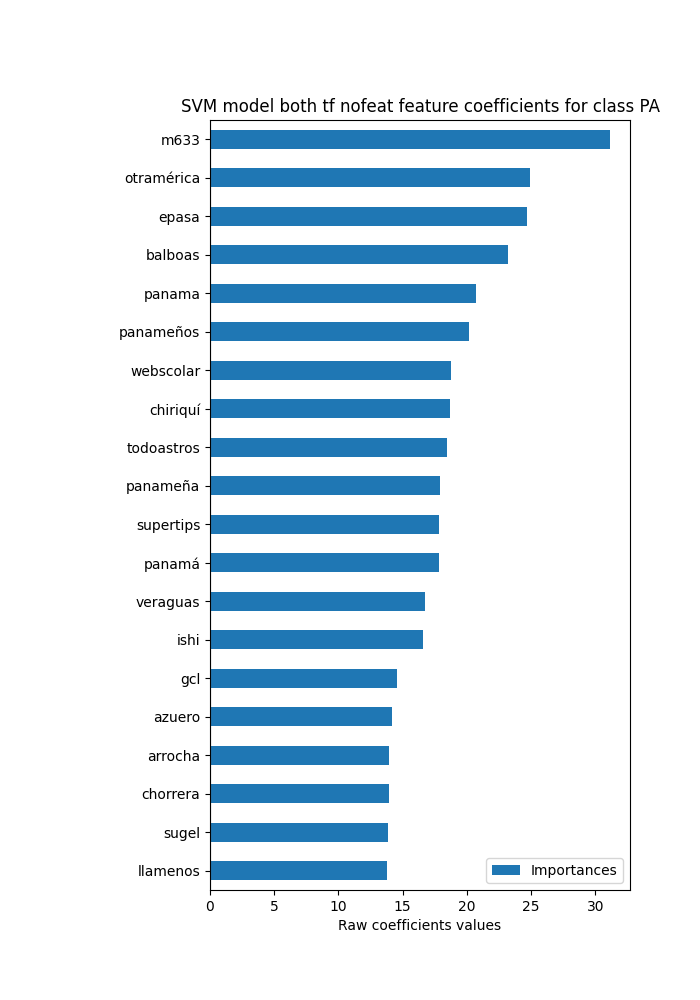 SVM model both tf nofeat feature coefficients for class PA
m633
otramérica
epasa
balboas
panama
panameños
webscolar
chiriquí
todoastros
panameña
supertips
panamá
veraguas
ishi
gcl
azuero
arrocha
chorrera
sugel
llamenos
Importances
0 5 10 15 20 25 30
Raw coefficients values